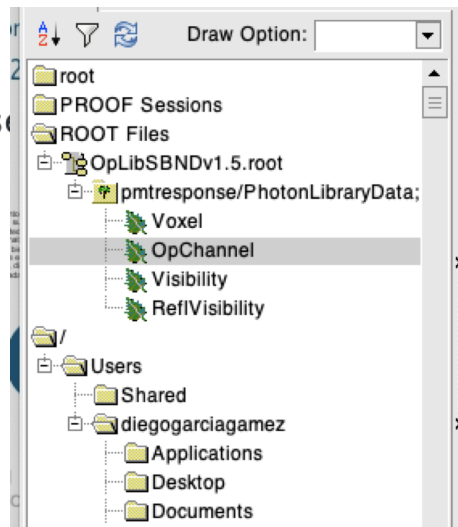 Draw Option:
root
PROOF Sessions
ROOT Files
OpLibSBNDv1.5.root
pmtresponse/PhotonLibraryData;
Voxel
OpChannel
Visibility
ReflVisibility
/
Users
Shared
diegogarciagamez
Applications
Desktop
Documents